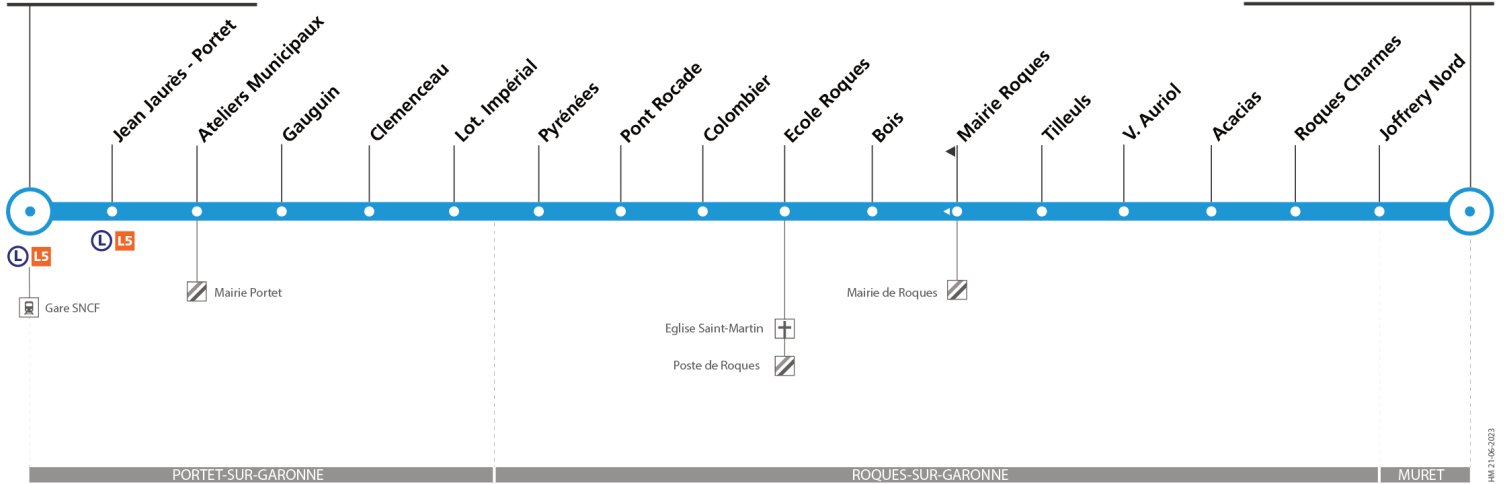 Jean Jaurès - Portet
Ateliers Municipaux
Gauguin
Clemenceau
Lot. Impérial
Pyrénées
Pont Rocade
Colombier
Ecole Roques
Bois
Mairie Roques
Tilleuls
V. Auriol
Acacias
Roques Charmes
Joffrery Nord
L L5
L L5
Gare SNCF
Mairie Portet
Mairie de Roques
Eglise Saint-Martin
Poste de Roques
PORTET-SUR-GARONNE
ROQUES-SUR-GARONNE
MURET
HM 21-06-2023